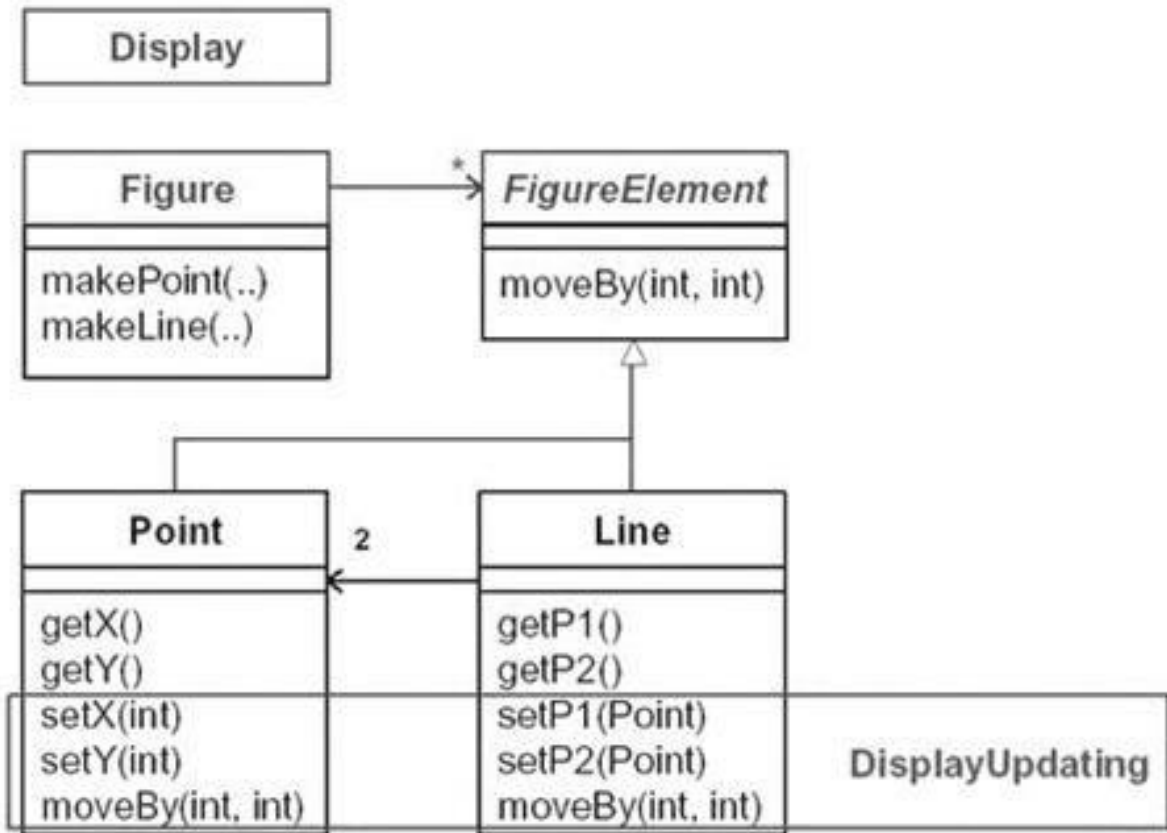 Display
Figure
*
FigureElement
makePoint(..)
makeLine(..)
moveBy(int, int)
Point
2
Line
getX()
getY()
setX(int)
setY(int)
moveBy(int, int)
getP1()
getP2()
setP1(Point)
setP2(Point)
moveBy(int, int)
DisplayUpdating